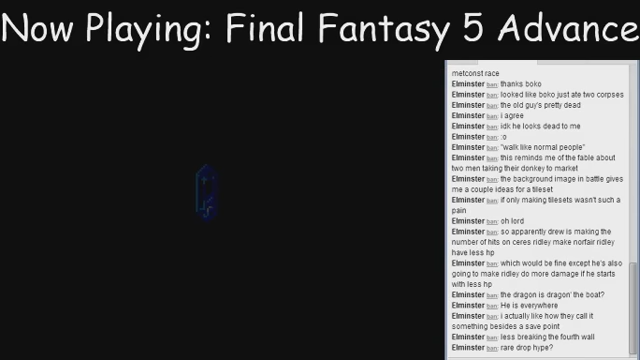 Now Playing: Final Fantasy 5 Advance
metconst race
Elminster ban: thanks boko
Elminster ban: looked like boko just ate two corpses
Elminster ban: the old guy's pretty dead
Elminster ban: i agree
Elminster ban: idk he looks dead to me
Elminster ban: :o
Elminster ban: "walk like normal people"
Elminster ban: this reminds me of the fable about
two men taking their donkey to market
Elminster ban: the background image in battle gives
me a couple ideas for a tileset
Elminster ban: if only making tilesets wasn't such a
pain
Elminster ban: oh lord
Elminster ban: so apparently drew is making the
number of hits on ceres ridley make norfair ridley
have less hp
Elminster ban: which would be fine except he's also
going to make ridley do more damage if he starts
with less hp
Elminster ban: the dragon is dragon' the boat?
Elminster ban: He is everywhere
Elminster ban: i actually like how they call it
something besides a save point
Elminster ban: less breaking the fourth wall
Elminster ban: rare drop hype?